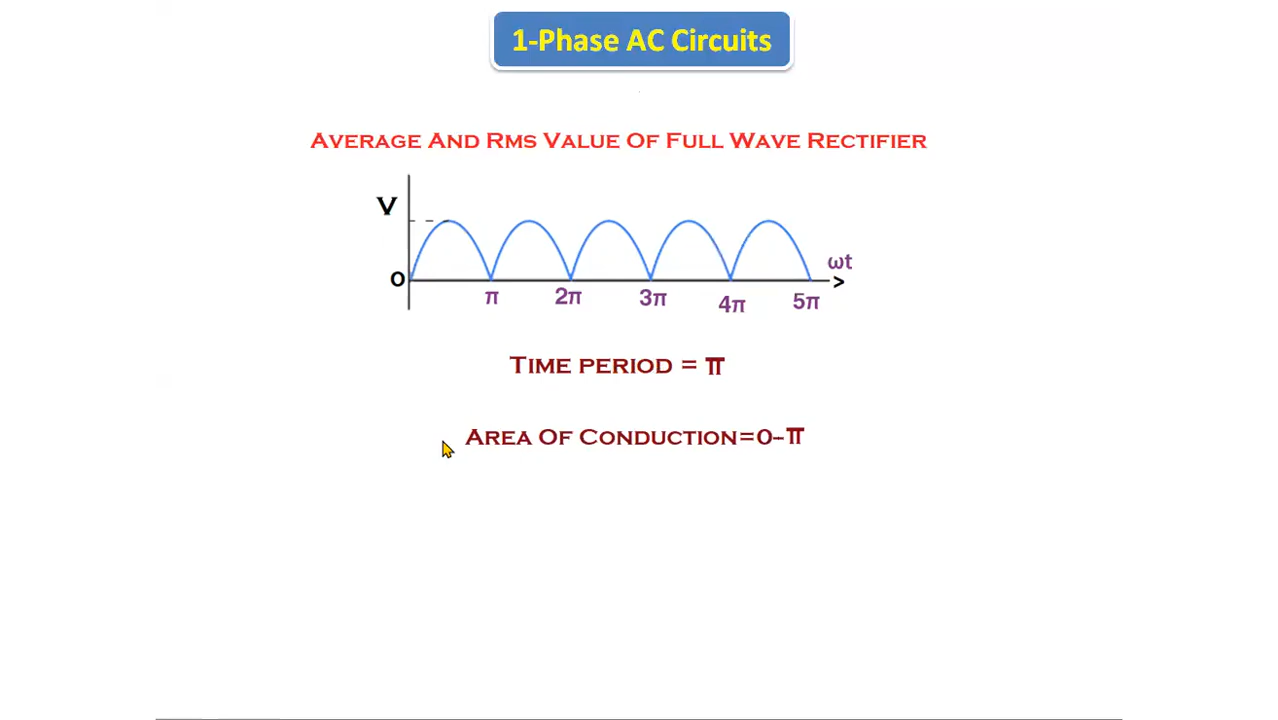 1-Phase AC Circuits
Average And Rms Value Of Full Wave Rectifier
V
ωt
0
π 2π 3π 4π 5π
Time period = π
Area Of Conduction=0-π